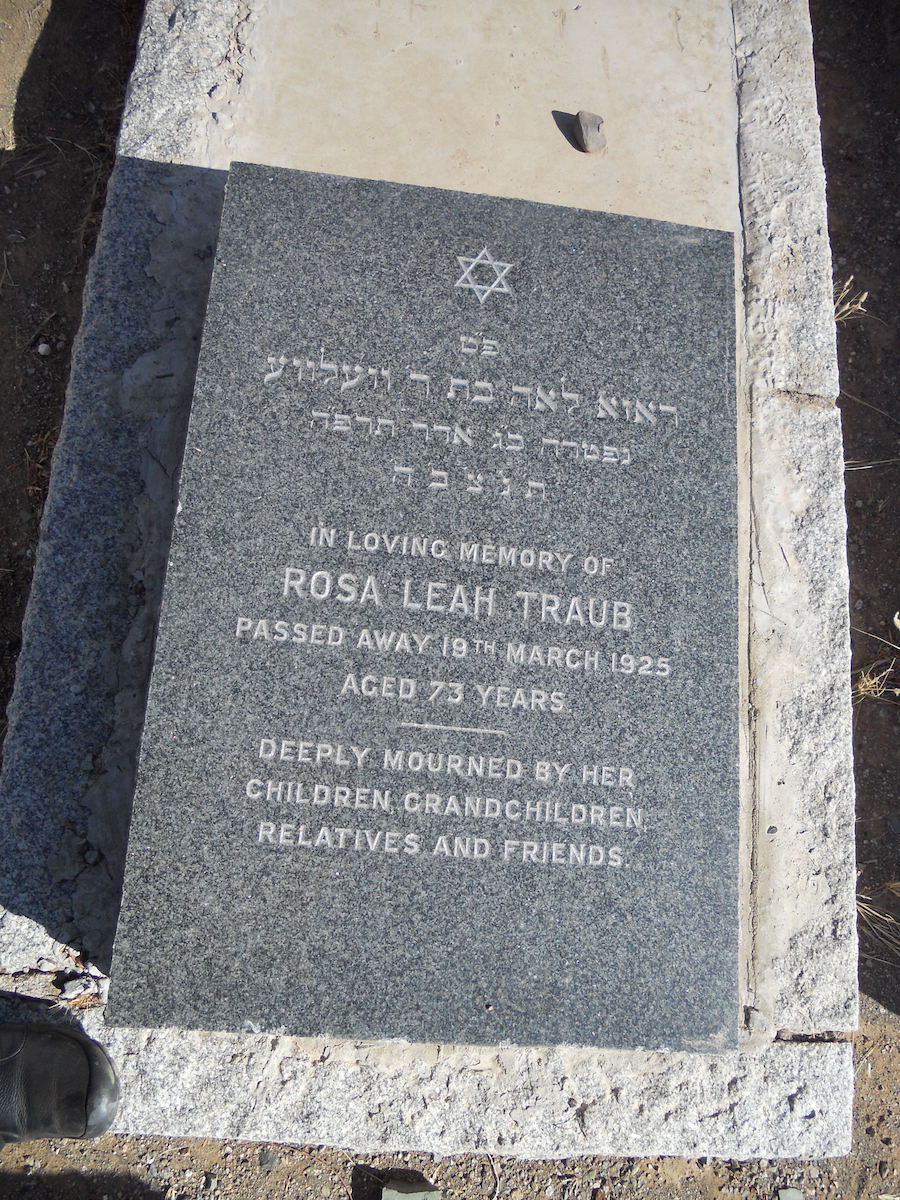 פ״ט
ראזא לאה בת ר׳ וועלווע
נפטרה כ״ג אדר תרפ״ה
ת נ צ ב ה
IN LOVING MEMORY OF
ROSA LEAH TRAUB
PASSED AWAY 19TH MARCH 1925
AGED 73 YEARS.
DEEPLY MOURNED BY HER
CHILDREN, GRANDCHILDREN,
RELATIVES AND FRIENDS.